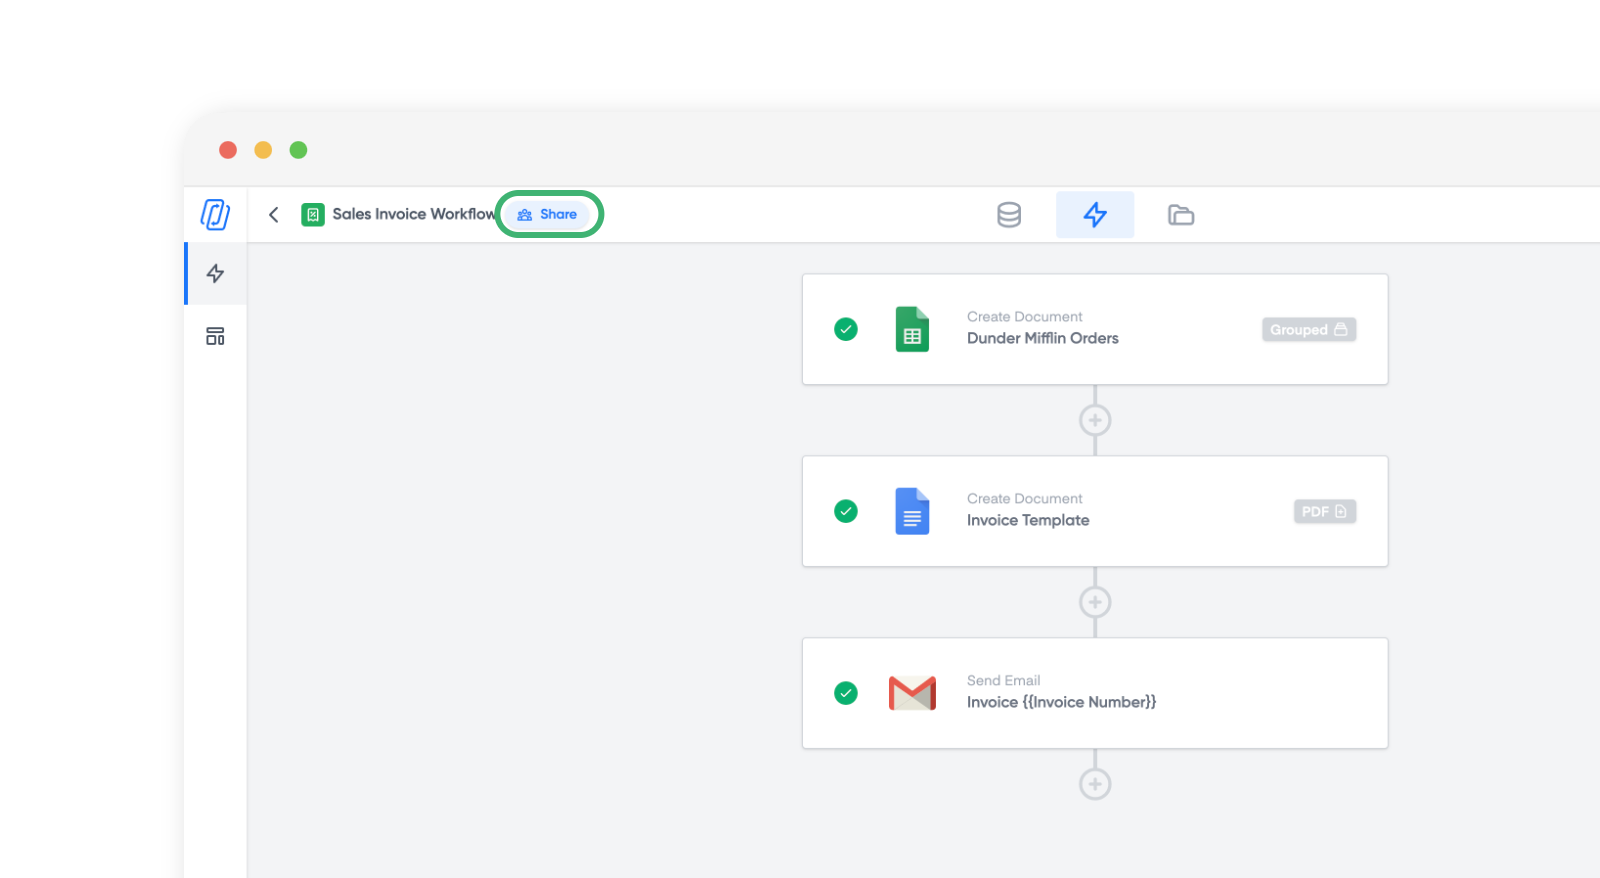 Sales Invoice Workflow
Share
Create Document
Dunder Mifflin Orders
Grouped
Create Document
Invoice Template
PDF
Send Email
Invoice {{Invoice Number}}